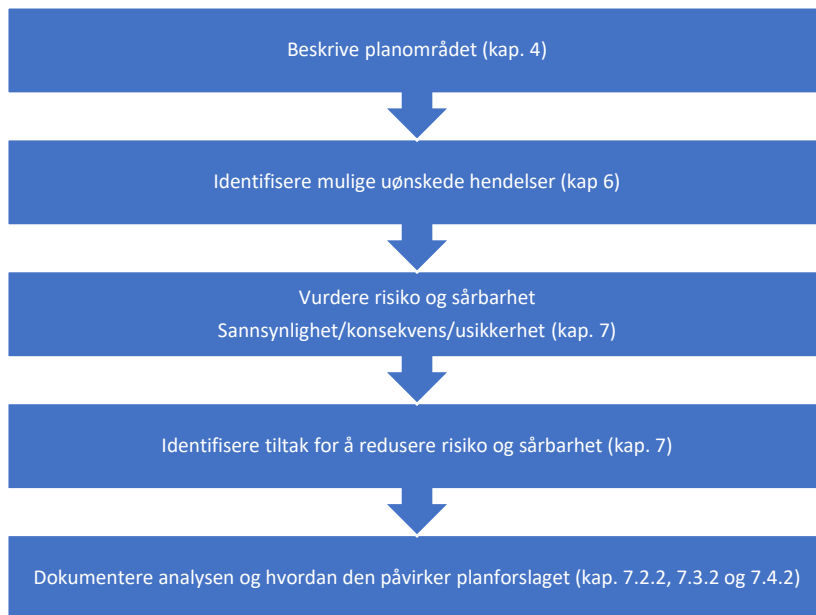 Beskrive planområdet (kap. 4)
Identifisere mulige uønskede hendelser (kap 6)
Vurdere risiko og sårbarhet
Sannsynlighet/konsekvens/usikkerhet (kap. 7)
Identifisere tiltak for å redusere risiko og sårbarhet (kap. 7)
Dokumentere analysen og hvordan den påvirker planforslaget (kap. 7.2.2, 7.3.2 og 7.4.2)